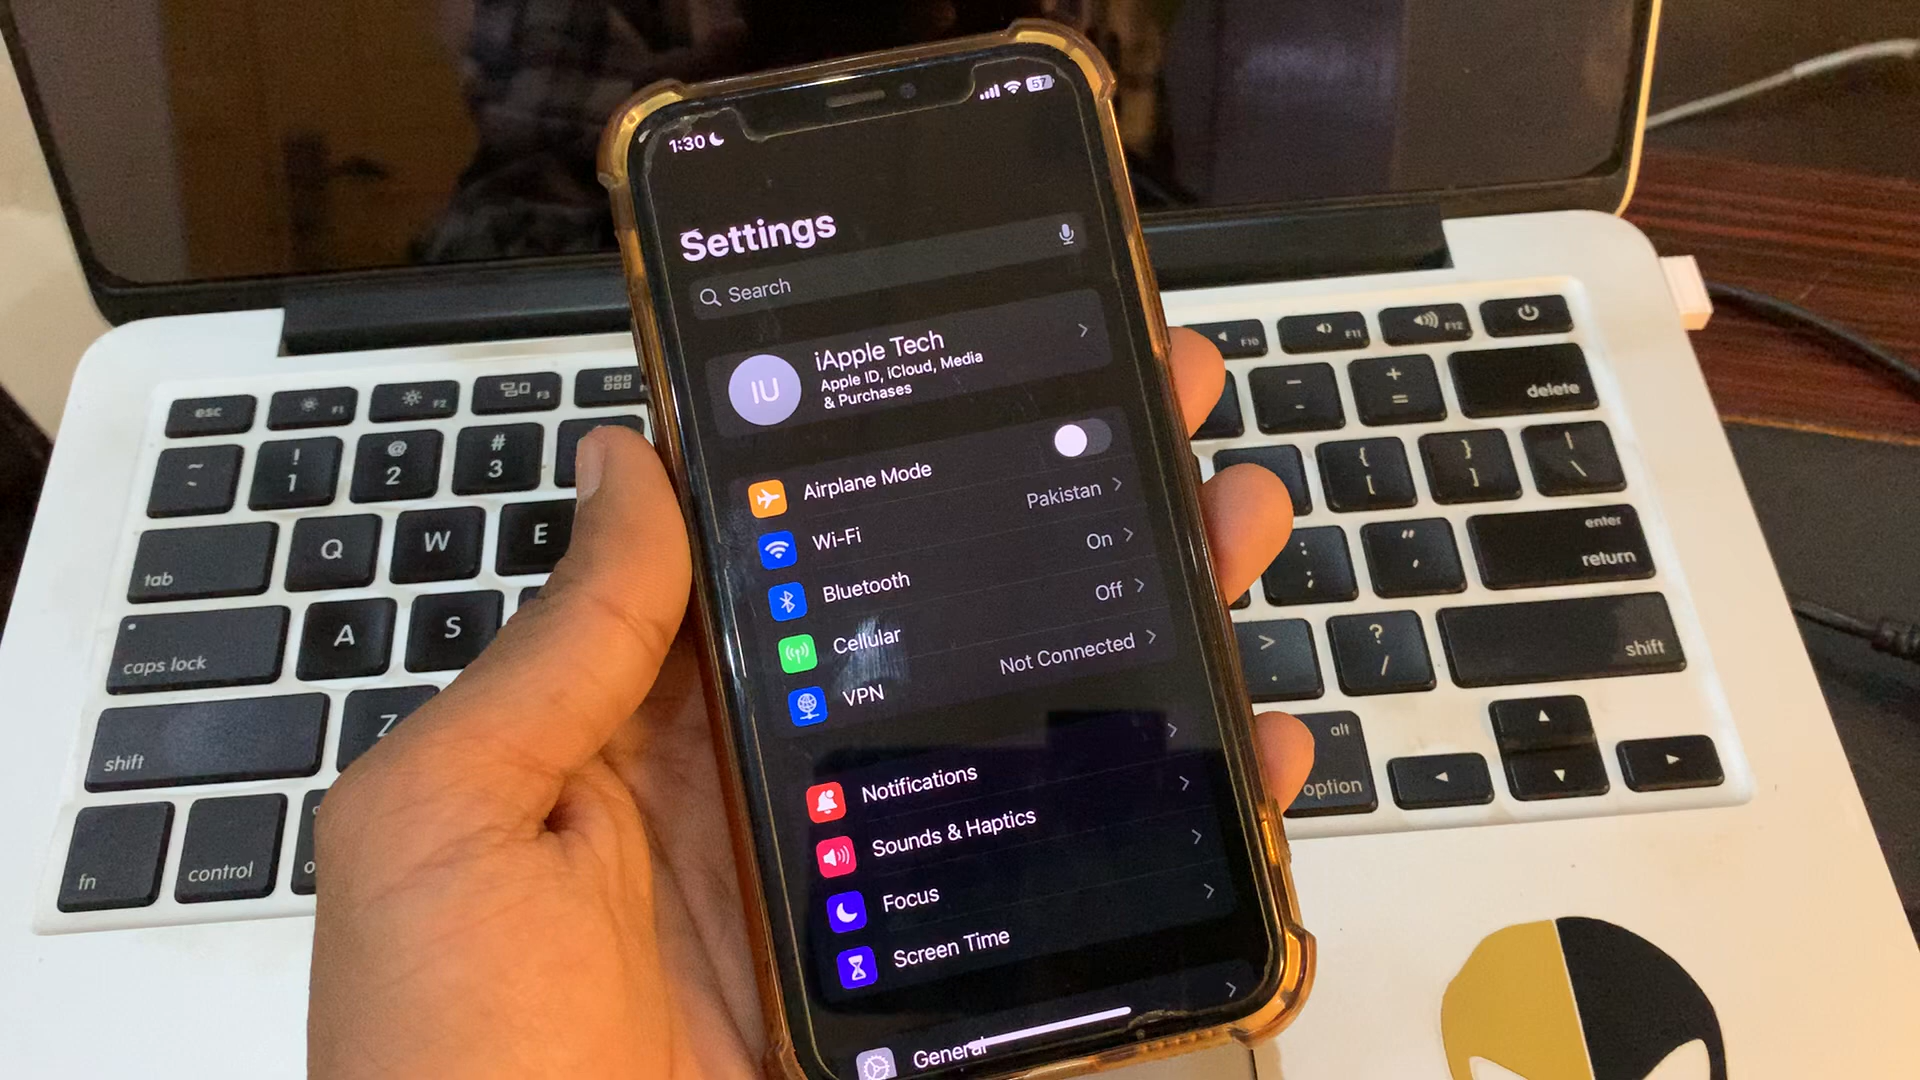 1:30
57
Settings
Search
iApple Tech
Apple ID, iCloud, Media
& Purchases
IU
Airplane Mode
Wi-Fi
Pakistan
Bluetooth
On
Cellular
Off
VPN
Not Connected
Notifications
Sounds & Haptics
Focus
Screen Time
General
esc
F1
F2
F3
F10
F11
F12
~
! 1
@ 2
# 3
- 
+ =
delete
tab
Q
W
E
{ [
} ]
| \
caps lock
A
S
: ;
" '
enter
return
shift
Z
> .
? /
shift
fn
control
o
alt
option